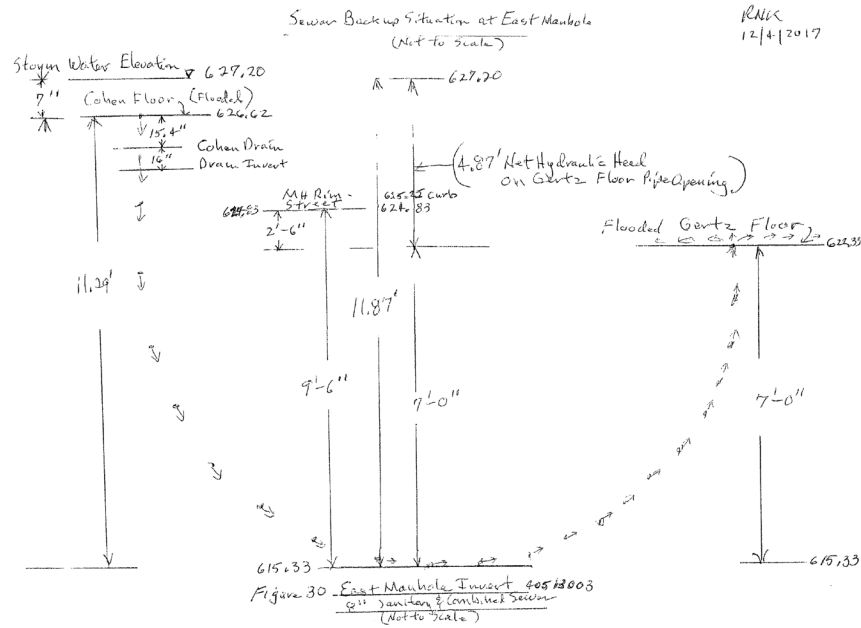 Sewer Backup Situation at East Manhole
(Not to Scale)
RNK
12/4/2017
Storm Water Elevation 627.20
7"
Cohen Floor (Flooded)
626.62
15.4"
Cohen Drain
16"
Drain Invert
627.20
4.87' Net Hydraulic Head
on Gertz Floor Pipe Opening
MH Rim-
Street
624.83
625.25 Curb
624.83
2'-6"
Flooded Gertz Floor
622.33
11.29'
11.87'
9'-6"
7'-0"
7'-0"
615.33
615.33
Figure 30 East Manhole Invert
8" Sanitary & Combined Sewer
(Not to Scale)